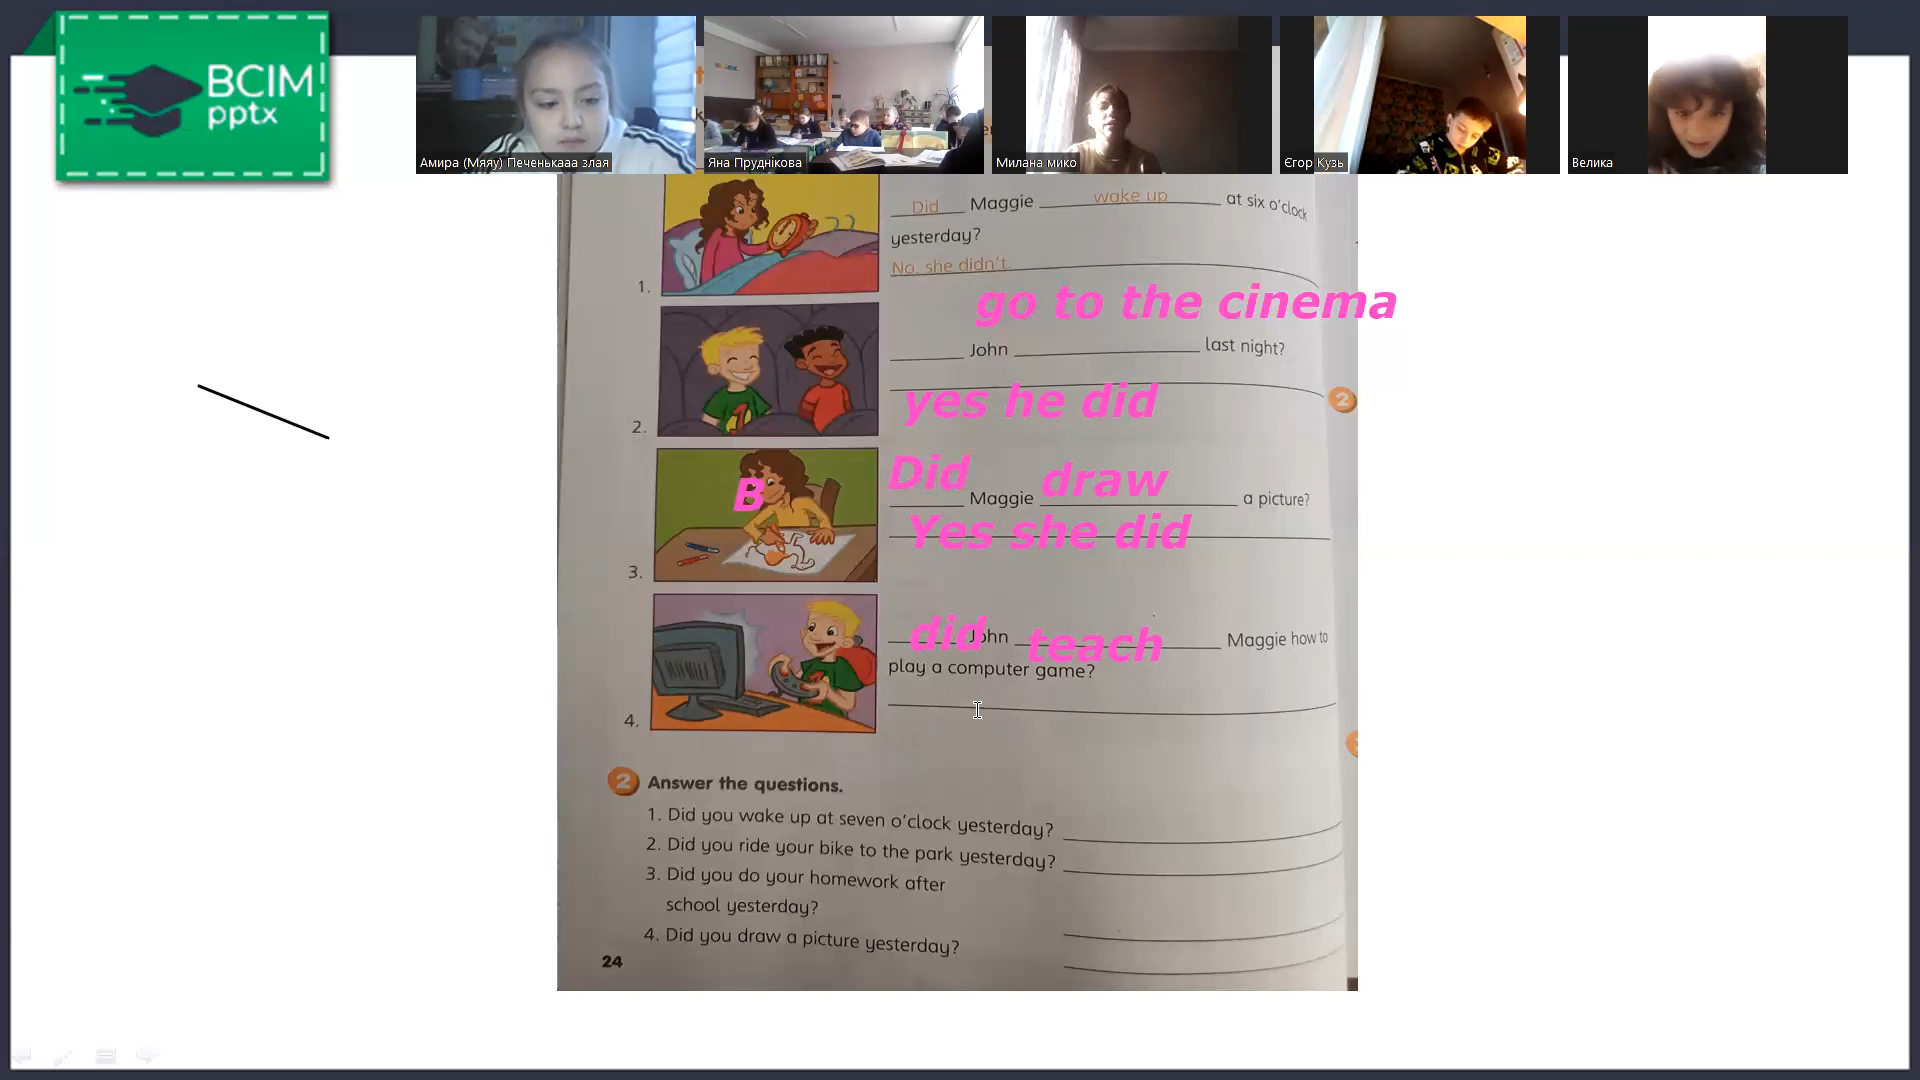 BCIM
pptx
Амира (Мяяу) Печенькааа злая
Яна Пруднікова
Милана мико
Єгор Кузь
Велика
Did Maggie wake up at six o'clock
yesterday?
No, she didn't.
1.
go to the cinema
John last night?
2
yes he did
2.
Did Maggie draw a picture?
B
Yes she did
3.
did John teach Maggie how to
play a computer game?
4.
2 Answer the questions.
1. Did you wake up at seven o'clock yesterday?
2. Did you ride your bike to the park yesterday?
3. Did you do your homework after
school yesterday?
4. Did you draw a picture yesterday?
24